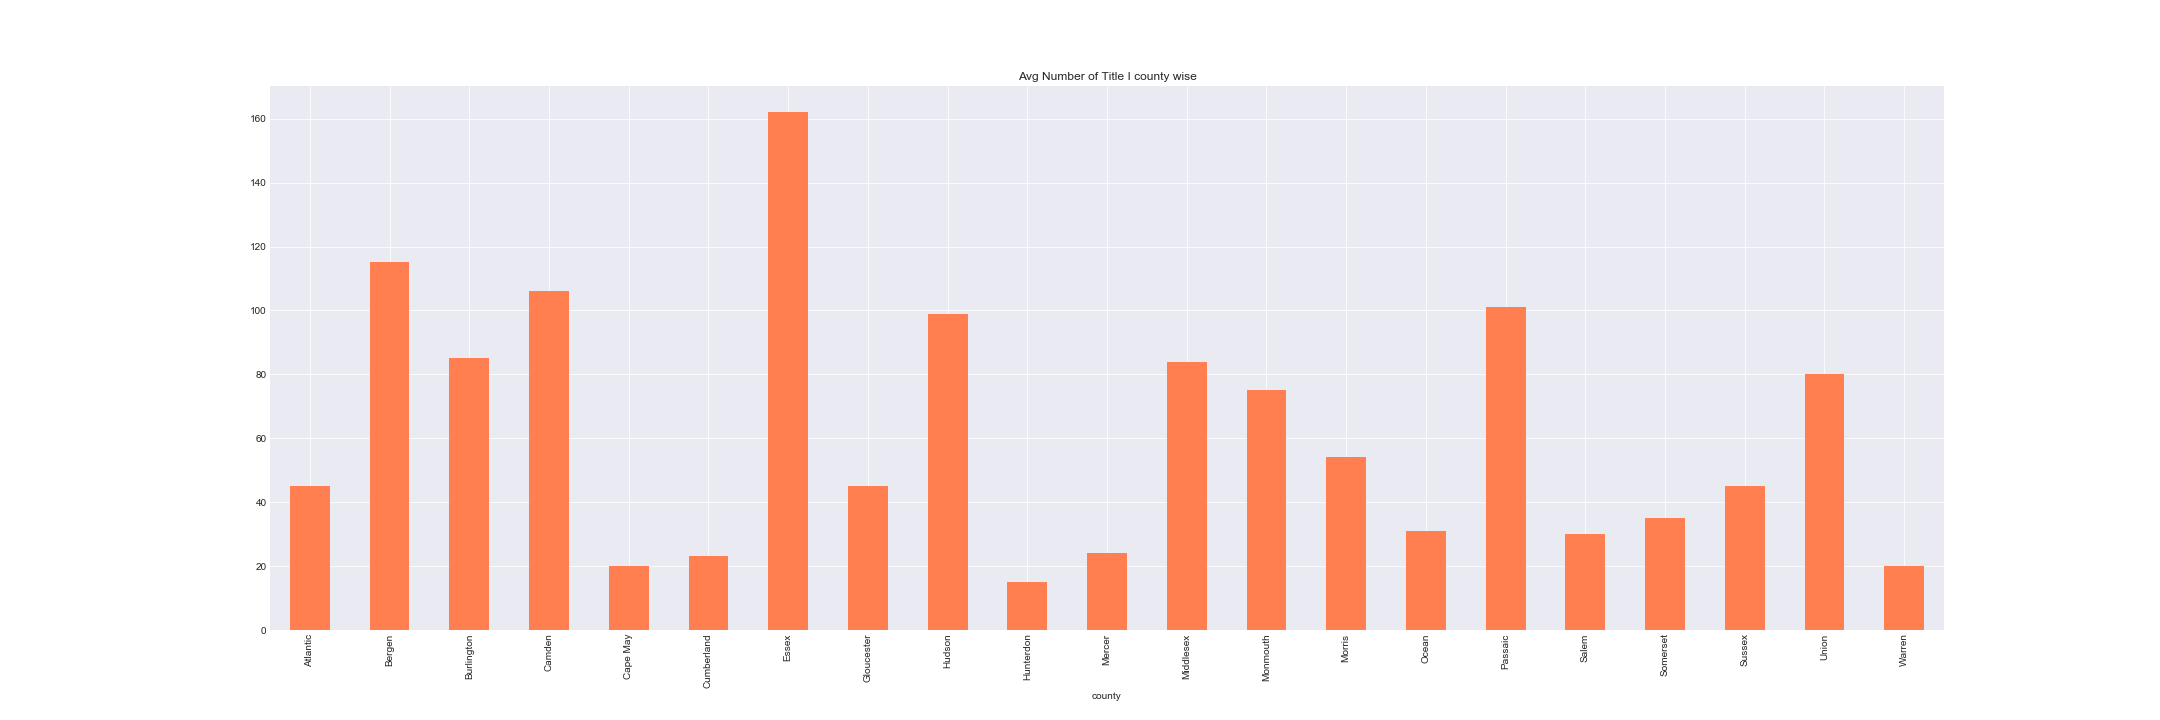 Avg Number of Title I county wise
160
140
120
100
80
60
40
20
0
Atlantic
Bergen
Burlington
Camden
Cape May
Cumberland
Essex
Gloucester
Hudson
Hunterdon
Mercer
Middlesex
Monmouth
Morris
Ocean
Passaic
Salem
Somerset
Sussex
Union
Warren
county